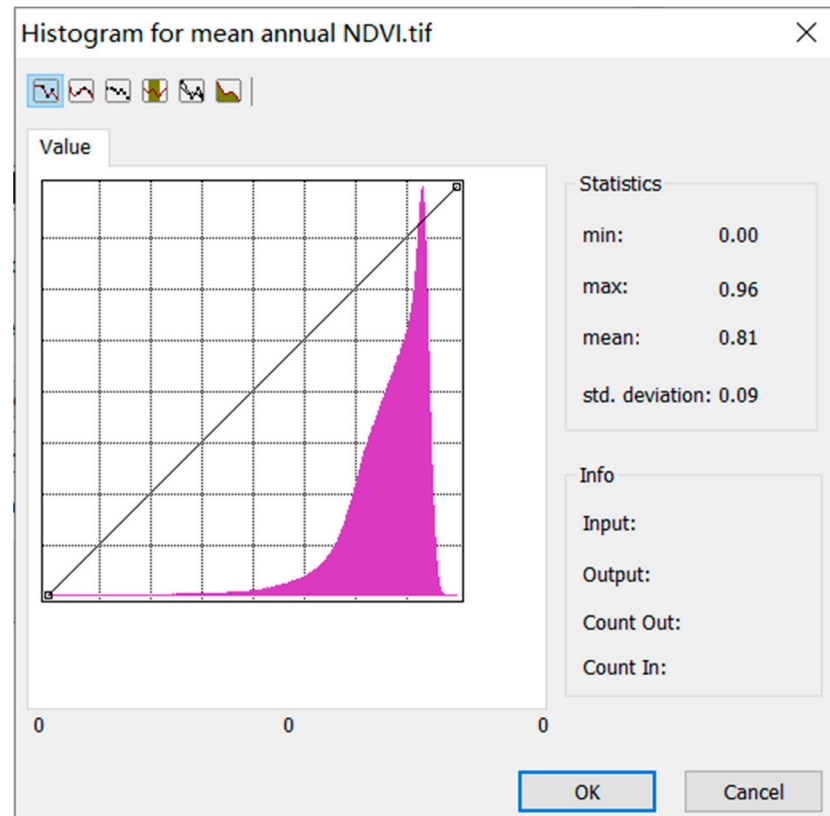 Histogram for mean annual NDVI.tif
Value
Statistics
min: 0.00
max: 0.96
mean: 0.81
std. deviation: 0.09
Info
Input:
Output:
Count Out:
Count In:
0 0 0
OK Cancel